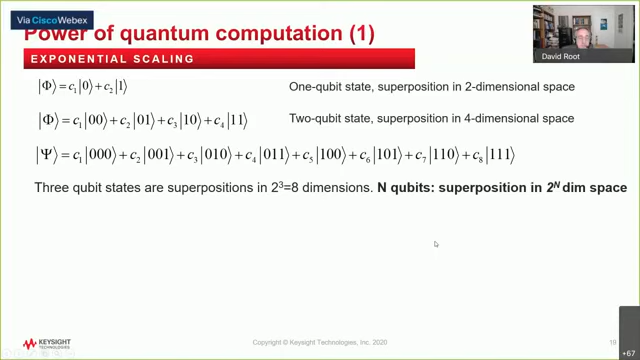 Via Cisco Webex
Power of quantum computation (1)
EXPONENTIAL SCALING
|Φ⟩ = c₁|0⟩ + c₂|1⟩
One-qubit state, superposition in 2-dimensional space
|Φ⟩ = c₁|00⟩ + c₂|01⟩ + c₃|10⟩ + c₄|11⟩
Two-qubit state, superposition in 4-dimensional space
|Ψ⟩ = c₁|000⟩ + c₂|001⟩ + c₃|010⟩ + c₄|011⟩ + c₅|100⟩ + c₆|101⟩ + c₇|110⟩ + c₈|111⟩
Three qubit states are superpositions in 2³=8 dimensions. N qubits: superposition in 2ᴺ dim space
David Root
KEYSIGHT
TECHNOLOGIES
Copyright © Keysight Technologies, Inc. 2020
19
+67